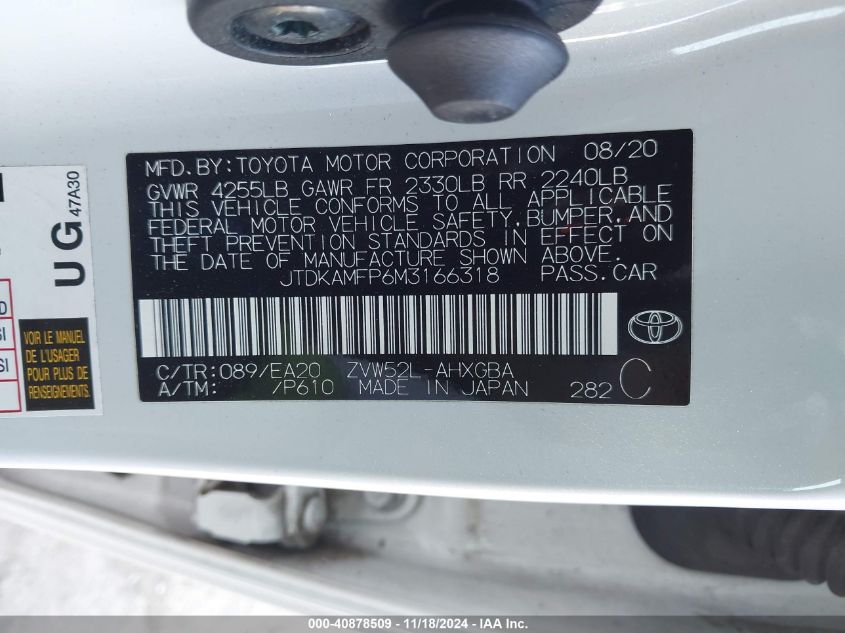 MFD.BY:TOYOTA MOTOR CORPORATION 08/20
GVWR 4255LB GAWR FR 2330LB RR 2240LB
THIS VEHICLE CONFORMS TO ALL APPLICABLE
FEDERAL MOTOR VEHICLE SAFETY,BUMPER,AND
THEFT PREVENTION STANDARDS IN EFFECT ON
THE DATE OF MANUFACTURE SHOWN ABOVE.
JTDKAMFP6M3166318 PASS.CAR
C/TR:089/EA20 ZVW52L-AHXGBA
A/TM: /P610 MADE IN JAPAN 282 C
UG 47A30
SI
SI
VOIR LE MANUEL
DE L'USAGER
POUR PLUS DE
RENSEIGNEMENTS.
000-40878509 - 11/18/2024 - IAA Inc.